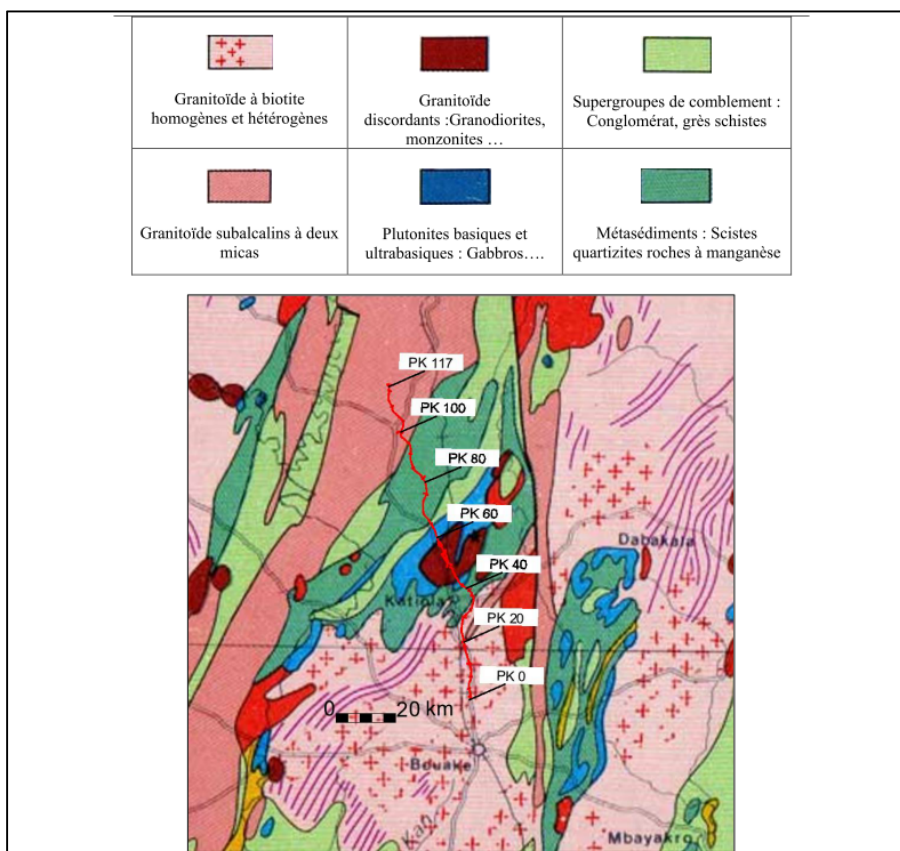 Granitoïde à biotite
homogènes et hétérogènes
Granitoïde
discordants :Granodiorites,
monzonites …
Supergroupes de comblement :
Conglomérat, grès schistes
Granitoïde subalcalins à deux
micas
Plutonites basiques et
ultrabasiques : Gabbros….
Métasédiments : Scistes
quartizites roches à manganèse
PK 117
PK 100
PK 80
PK 60
Dabakala
PK 40
Katiola
PK 20
PK 0
0 20 km
Bouake
Kan
Mbayakro